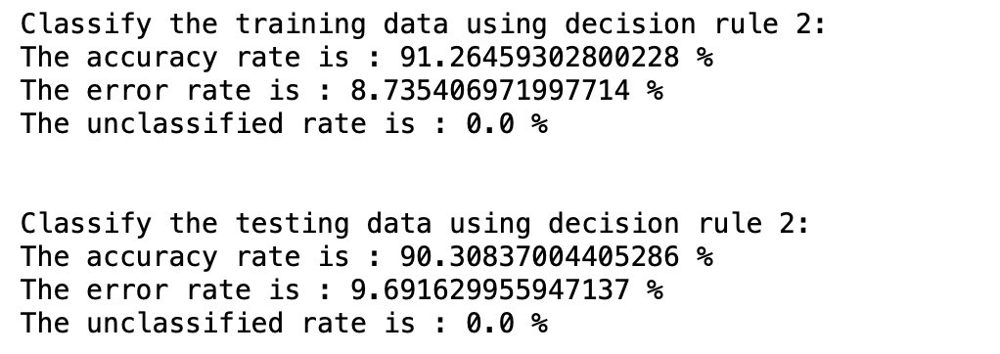 Classify the training data using decision rule 2:
The accuracy rate is : 91.26459302800228 %
The error rate is : 8.735406971997714 %
The unclassified rate is : 0.0 %
Classify the testing data using decision rule 2:
The accuracy rate is : 90.30837004405286 %
The error rate is : 9.691629955947137 %
The unclassified rate is : 0.0 %